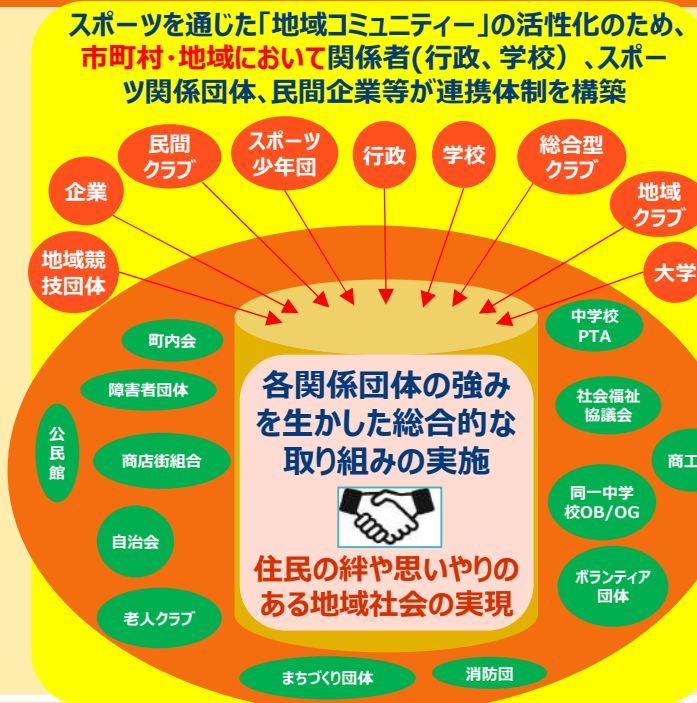 スポーツを通じた「地域コミュニティー」の活性化のため、
市町村・地域において関係者(行政、学校）、スポー
ツ関係団体、民間企業等が連携体制を構築
民間
クラブ
スポーツ
少年団
行政
学校
総合型
クラブ
企業
地域
クラブ
地域競
技団体
大学
町内会
中学校
PTA
障害者団体
社会福祉
協議会
公
民
館
商店街組合
商工
同一中学
校OB/OG
自治会
ボランティア
団体
老人クラブ
まちづくり団体
消防団
各関係団体の強み
を生かした総合的な
取り組みの実施
住民の絆や思いやりの
ある地域社会の実現